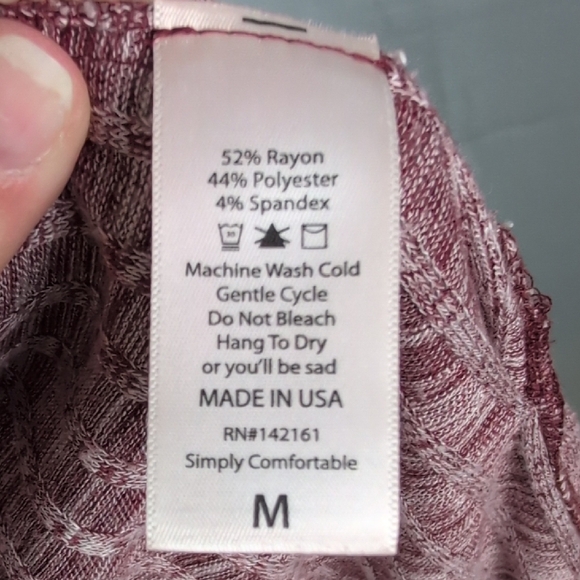 52% Rayon
44% Polyester
4% Spandex
30
Machine Wash Cold
Gentle Cycle
Do Not Bleach
Hang To Dry
or you'll be sad
MADE IN USA
RN#142161
Simply Comfortable
M